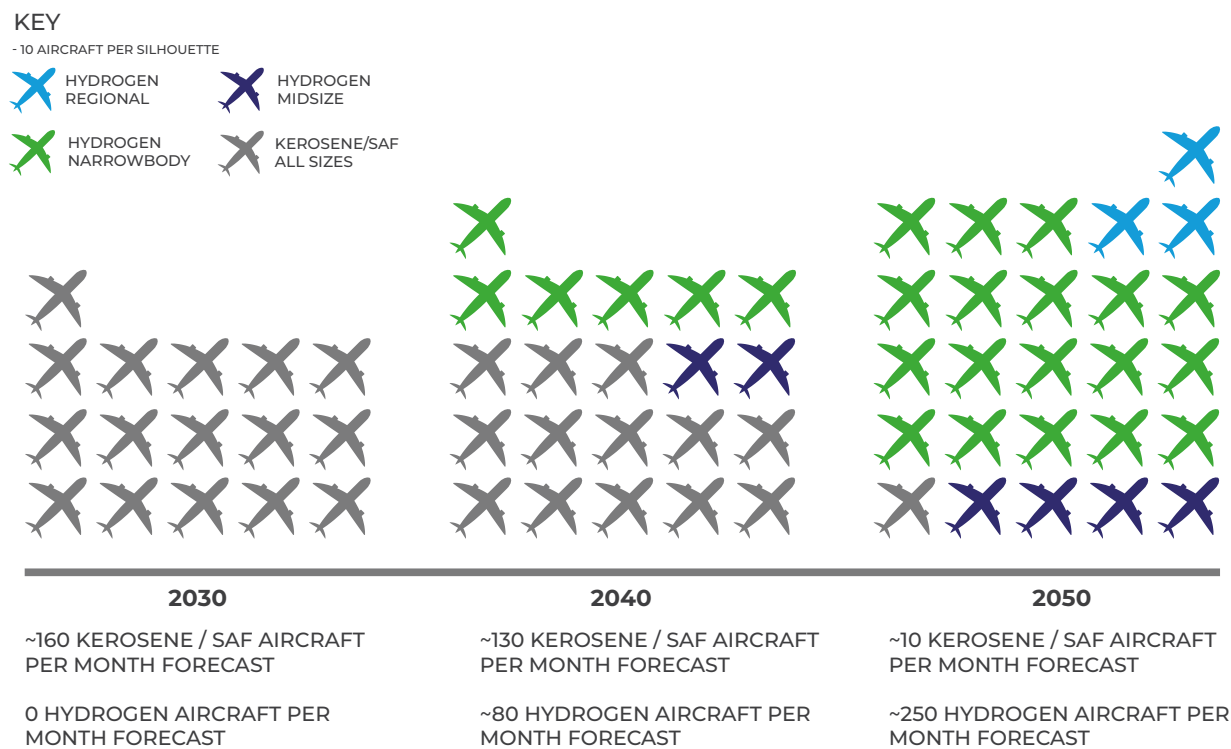 KEY
- 10 AIRCRAFT PER SILHOUETTE
HYDROGEN
REGIONAL
HYDROGEN
MIDSIZE
HYDROGEN
NARROWBODY
KEROSENE/SAF
ALL SIZES
2030
2040
2050
~160 KEROSENE / SAF AIRCRAFT
PER MONTH FORECAST
0 HYDROGEN AIRCRAFT PER
MONTH FORECAST
~130 KEROSENE / SAF AIRCRAFT
PER MONTH FORECAST
~80 HYDROGEN AIRCRAFT PER
MONTH FORECAST
~10 KEROSENE / SAF AIRCRAFT
PER MONTH FORECAST
~250 HYDROGEN AIRCRAFT PER
MONTH FORECAST